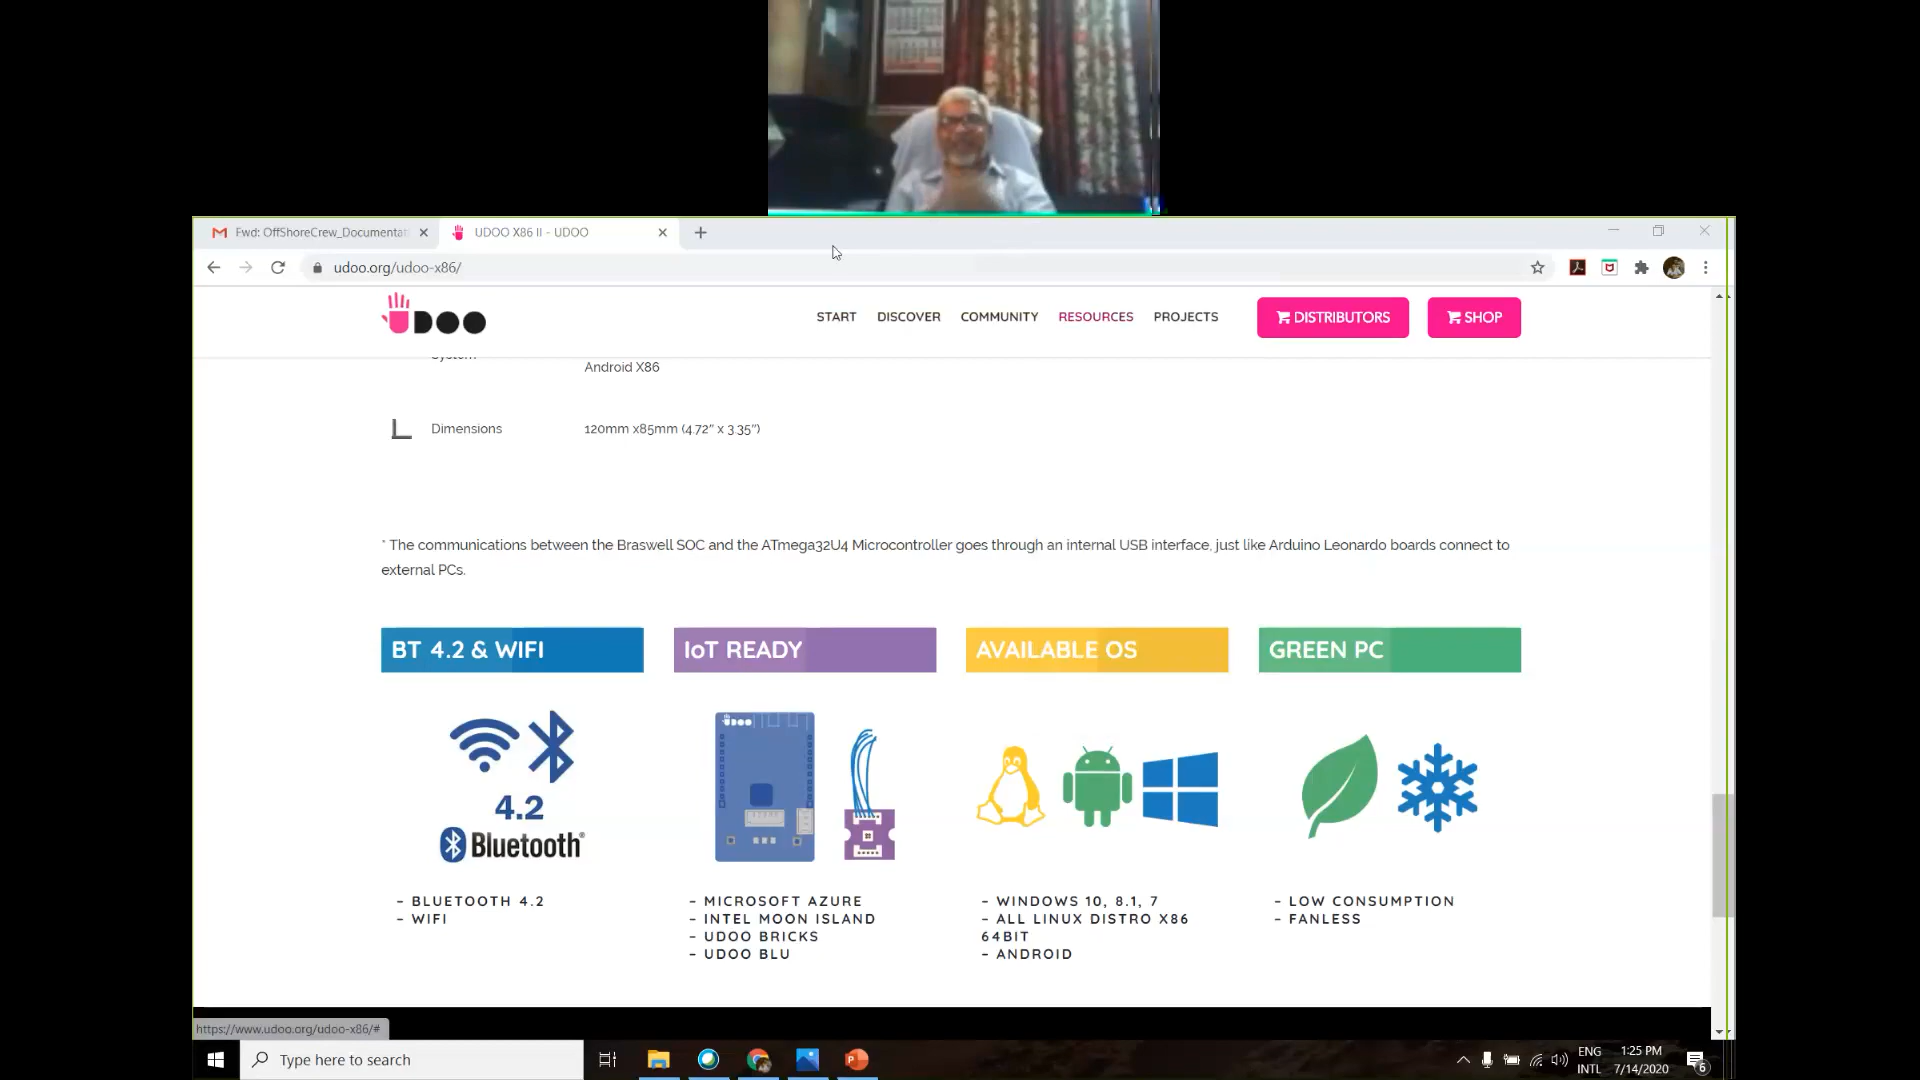 Fwd: OffShoreCrew_Documentat
UDOO X86 II - UDOO
udoo.org/udoo-x86/
DOO
START DISCOVER COMMUNITY RESOURCES PROJECTS DISTRIBUTORS SHOP
System
Android X86
Dimensions 120mm x85mm (4.72″ x 3.35″)
* The communications between the Braswell SOC and the ATmega32U4 Microcontroller goes through an internal USB interface, just like Arduino Leonardo boards connect to
external PCs.
BT 4.2 & WIFI
IoT READY
AVAILABLE OS
GREEN PC
4.2
Bluetooth®
– BLUETOOTH 4.2
– WIFI
– MICROSOFT AZURE
– INTEL MOON ISLAND
– UDOO BRICKS
– UDOO BLU
– WINDOWS 10, 8.1, 7
– ALL LINUX DISTRO X86
64BIT
– ANDROID
– LOW CONSUMPTION
– FANLESS
https://www.udoo.org/udoo-x86/#
Type here to search
ENG
INTL
1:25 PM
7/14/2020
6